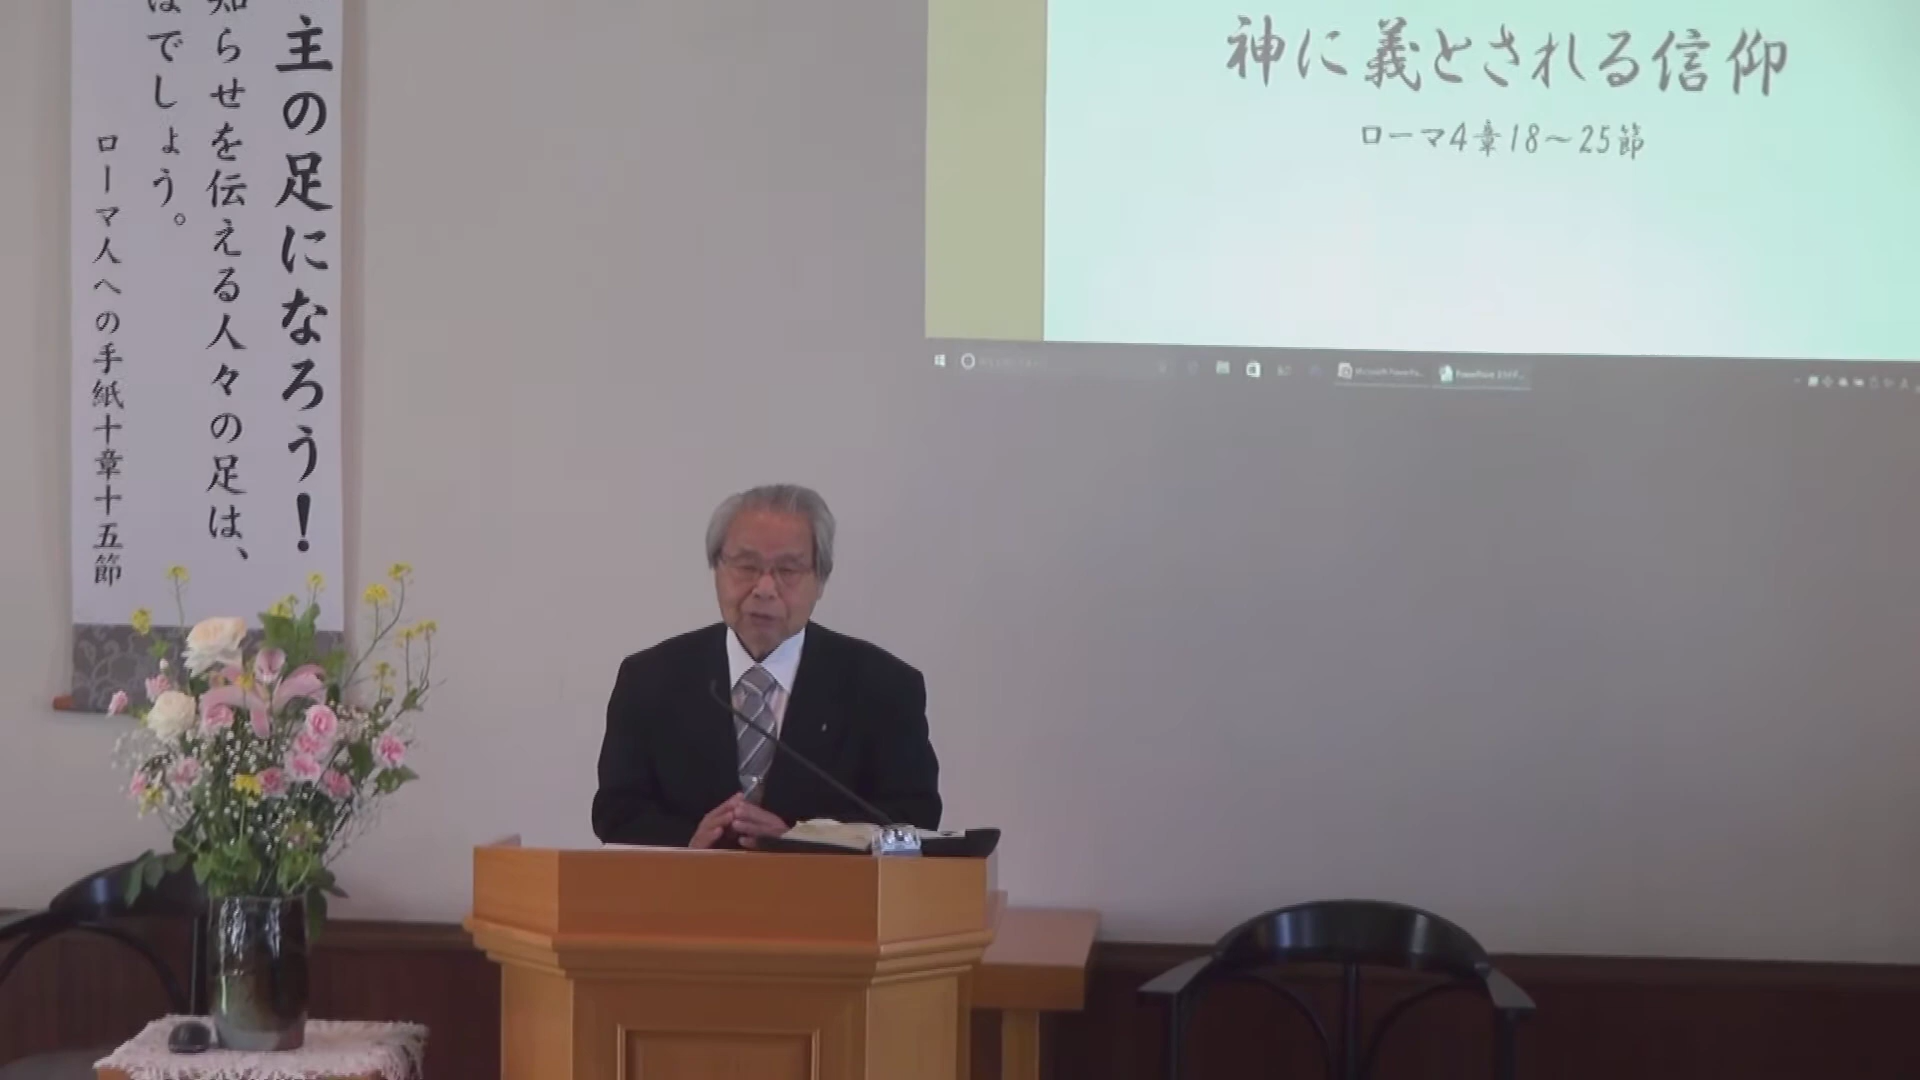 主の足になろう！
知らせを伝える人々の足は、
はでしょう。
ローマ人への手紙十章十五節
神に義とされる信仰
ローマ4章18～25節